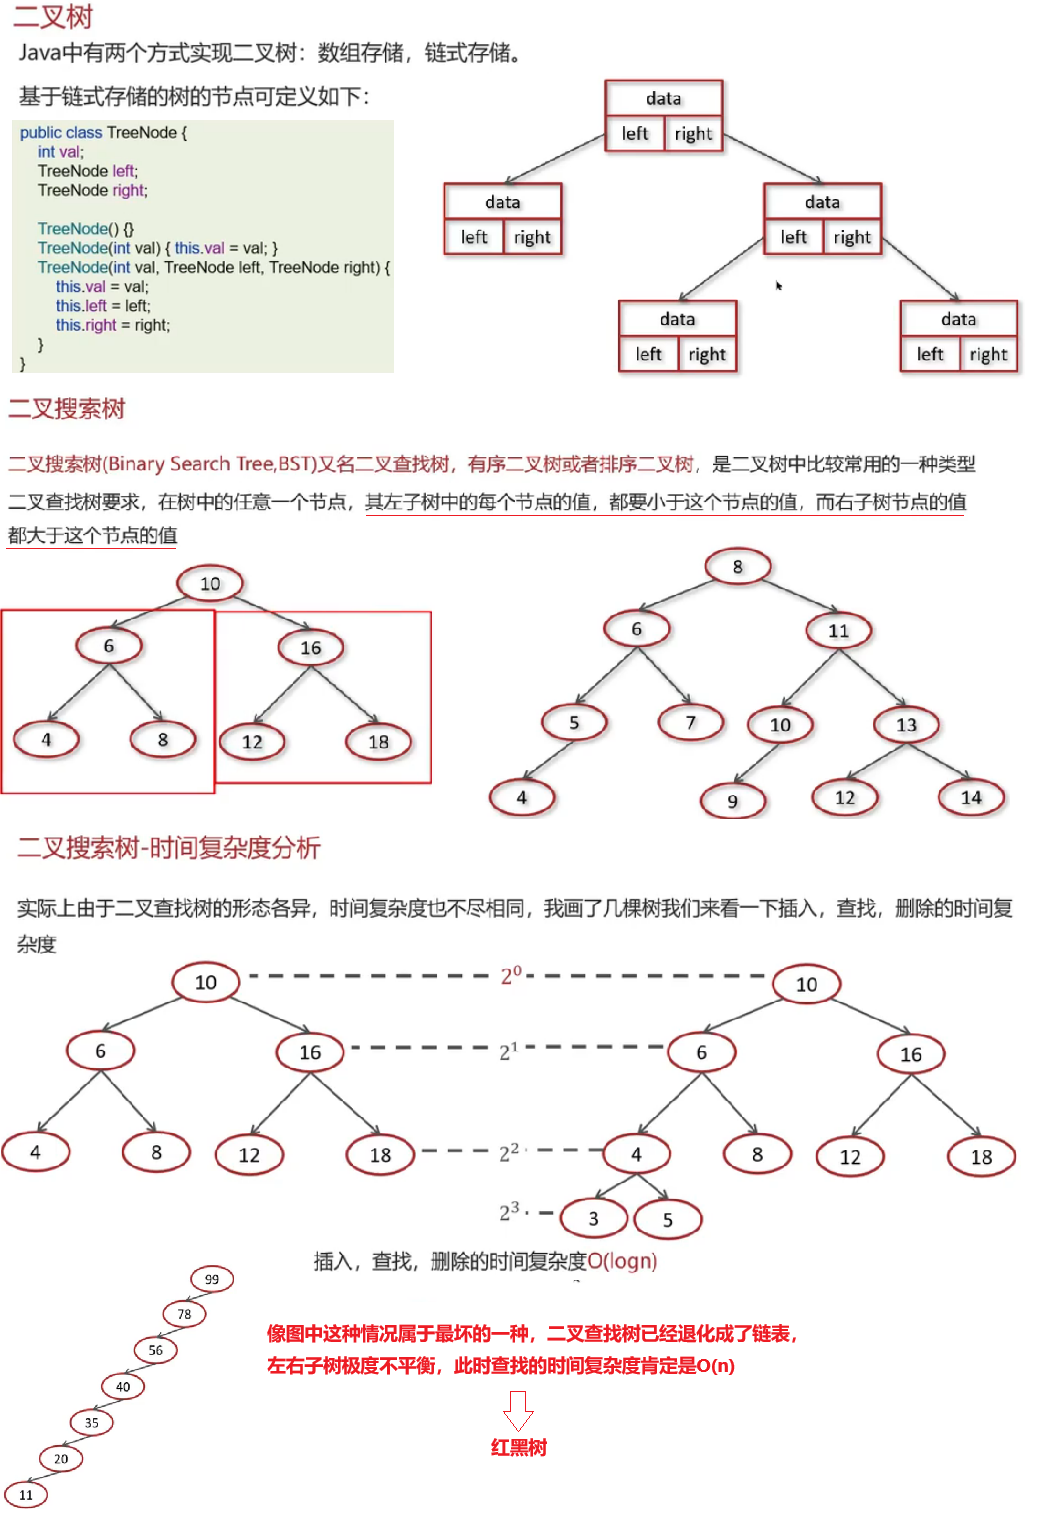 二叉树
Java中有两个方式实现二叉树：数组存储，链式存储。
基于链式存储的树的节点可定义如下：
public class TreeNode {
int val;
TreeNode left;
TreeNode right;
TreeNode() {}
TreeNode(int val) { this.val = val; }
TreeNode(int val, TreeNode left, TreeNode right) {
this.val = val;
this.left = left;
this.right = right;
}
}
data
left right
data
left right
data
left right
data
left right
data
left right
二叉搜索树
二叉搜索树(Binary Search Tree,BST)又名二叉查找树，有序二叉树或者排序二叉树，是二叉树中比较常用的一种类型
二叉查找树要求，在树中的任意一个节点，其左子树中的每个节点的值，都要小于这个节点的值，而右子树节点的值
都大于这个节点的值
10
6 16
4 8 12 18
8
6 11
5 7 10 13
4 9 12 14
二叉搜索树-时间复杂度分析
实际上由于二叉查找树的形态各异，时间复杂度也不尽相同，我画了几棵树我们来看一下插入，查找，删除的时间复
杂度
10 2⁰ 10
6 16 2¹ 6 16
4 8 12 18 2² 4 8 12 18
2³ 3 5
插入，查找，删除的时间复杂度O(logn)
99
78
56
40
35
20
11
像图中这种情况属于最坏的一种，二叉查找树已经退化成了链表，
左右子树极度不平衡，此时查找的时间复杂度肯定是O(n)
红黑树